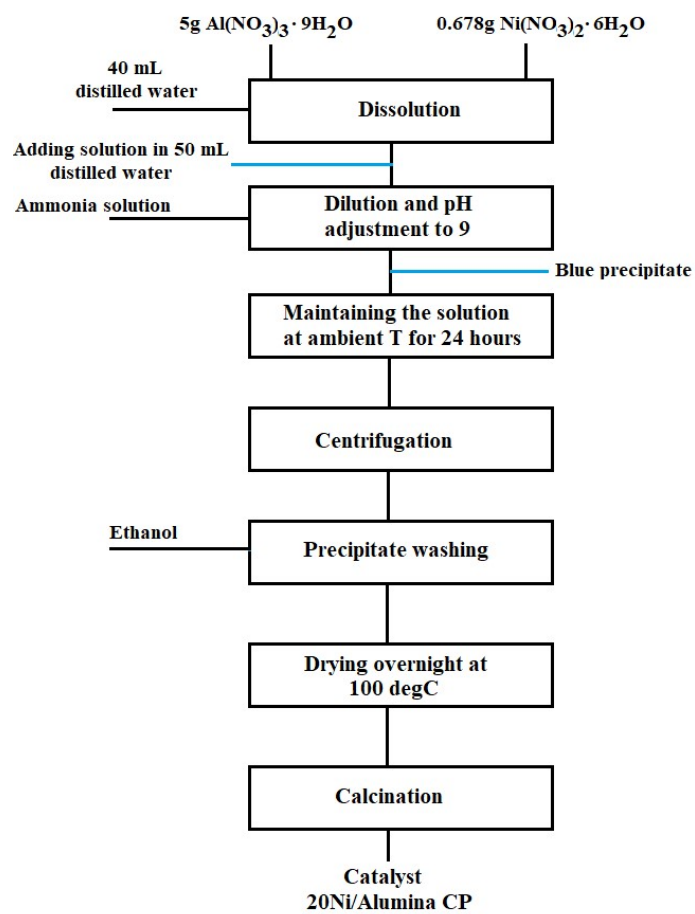 5g Al(NO3)3· 9H2O
0.678g Ni(NO3)2· 6H2O
40 mL
distilled water
Dissolution
Adding solution in 50 mL
distilled water
Ammonia solution
Dilution and pH
adjustment to 9
Blue precipitate
Maintaining the solution
at ambient T for 24 hours
Centrifugation
Ethanol
Precipitate washing
Drying overnight at
100 degC
Calcination
Catalyst
20Ni/Alumina CP